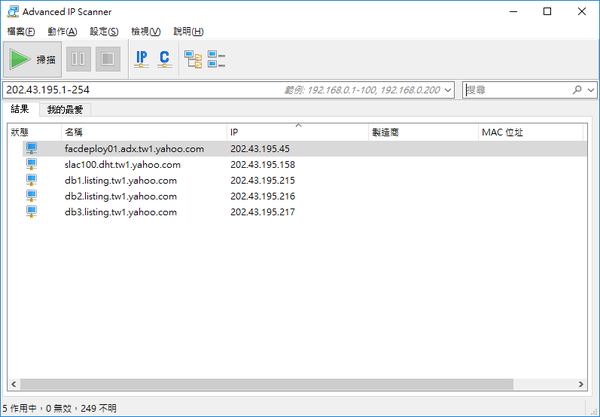 Advanced IP Scanner
檔案(F) 動作(A) 設定(S) 檢視(V) 說明(H)
掃描 IP C
202.43.195.1-254 範例: 192.168.0.1-100, 192.168.0.200 搜尋
結果 我的最愛
狀態 名稱 IP 製造商 MAC 位址
facdeploy01.adx.tw1.yahoo.com 202.43.195.45
slac100.dht.tw1.yahoo.com 202.43.195.158
db1.listing.tw1.yahoo.com 202.43.195.215
db2.listing.tw1.yahoo.com 202.43.195.216
db3.listing.tw1.yahoo.com 202.43.195.217
5 作用中，0 無效，249 不明